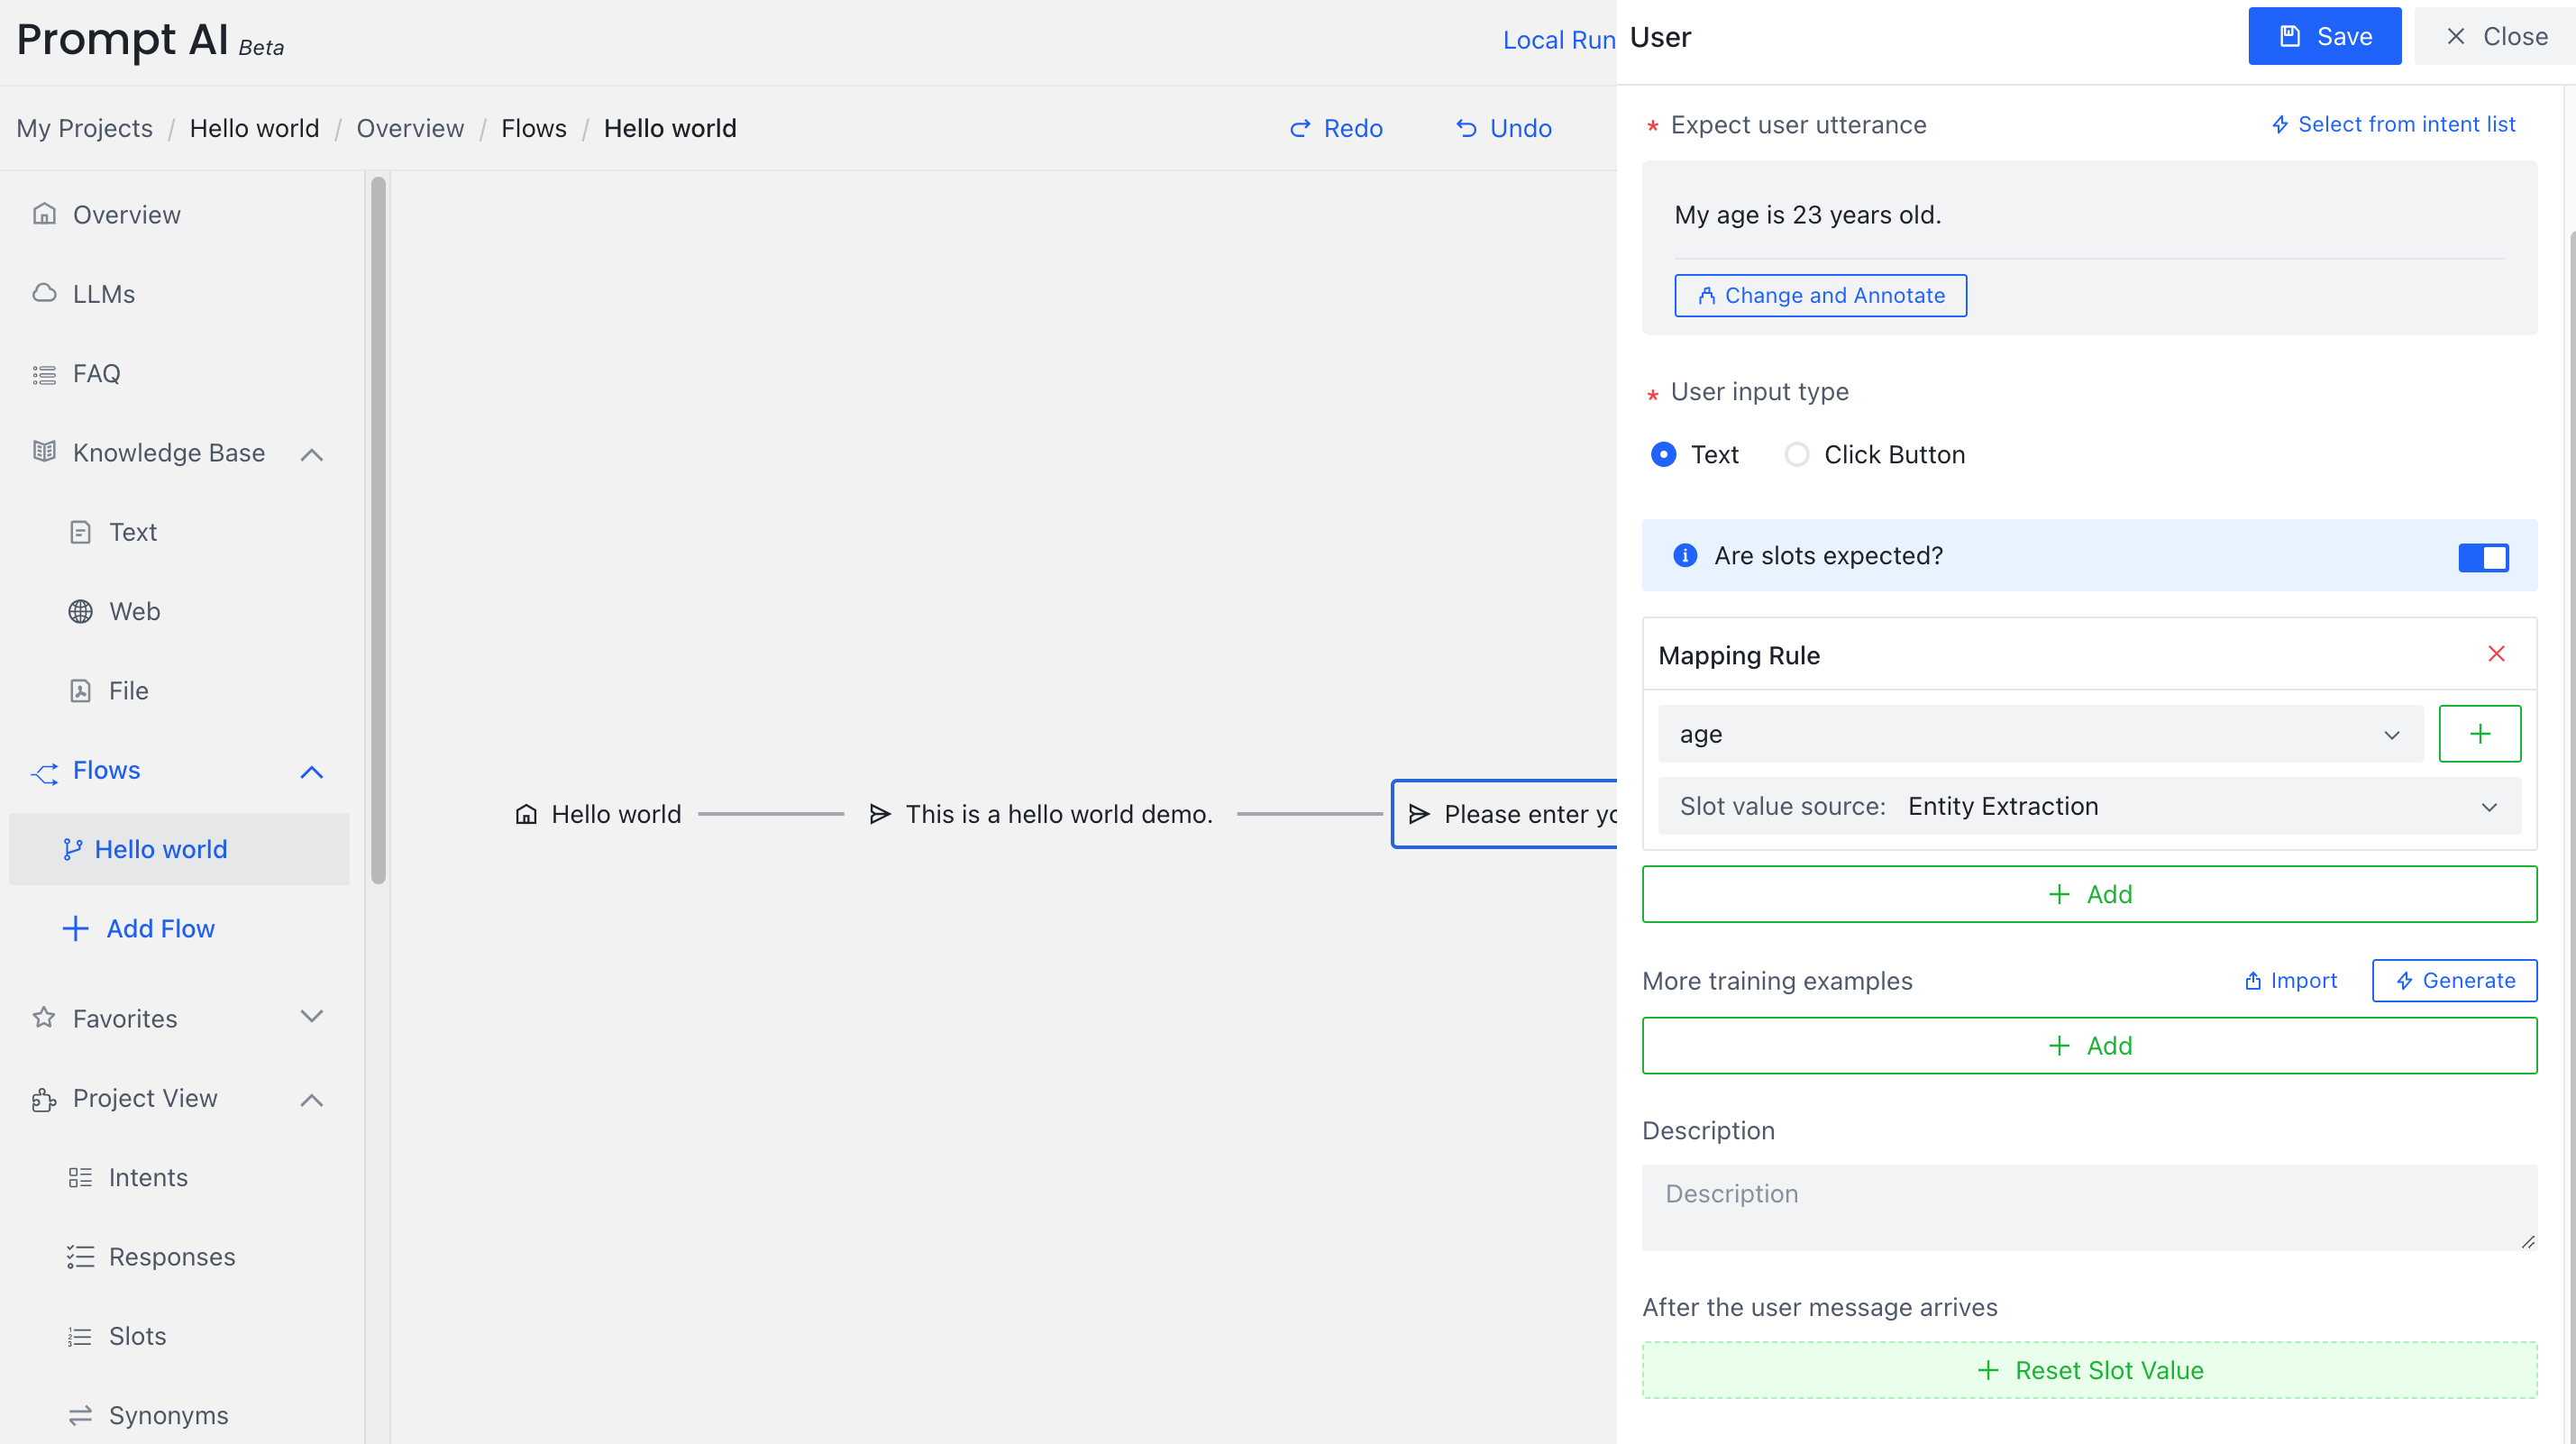 Prompt AI Beta
Local Run
My Projects / Hello world / Overview / Flows / Hello world
Redo
Undo
Overview
LLMs
FAQ
Knowledge Base
Text
Web
File
Flows
Hello world
Add Flow
Favorites
Project View
Intents
Responses
Slots
Synonyms
Hello world
This is a hello world demo.
Please enter yo
User
Save
Close
* Expect user utterance
Select from intent list
My age is 23 years old.
Change and Annotate
* User input type
Text
Click Button
Are slots expected?
Mapping Rule
age
Slot value source: Entity Extraction
Add
More training examples
Import
Generate
Add
Description
Description
After the user message arrives
Reset Slot Value